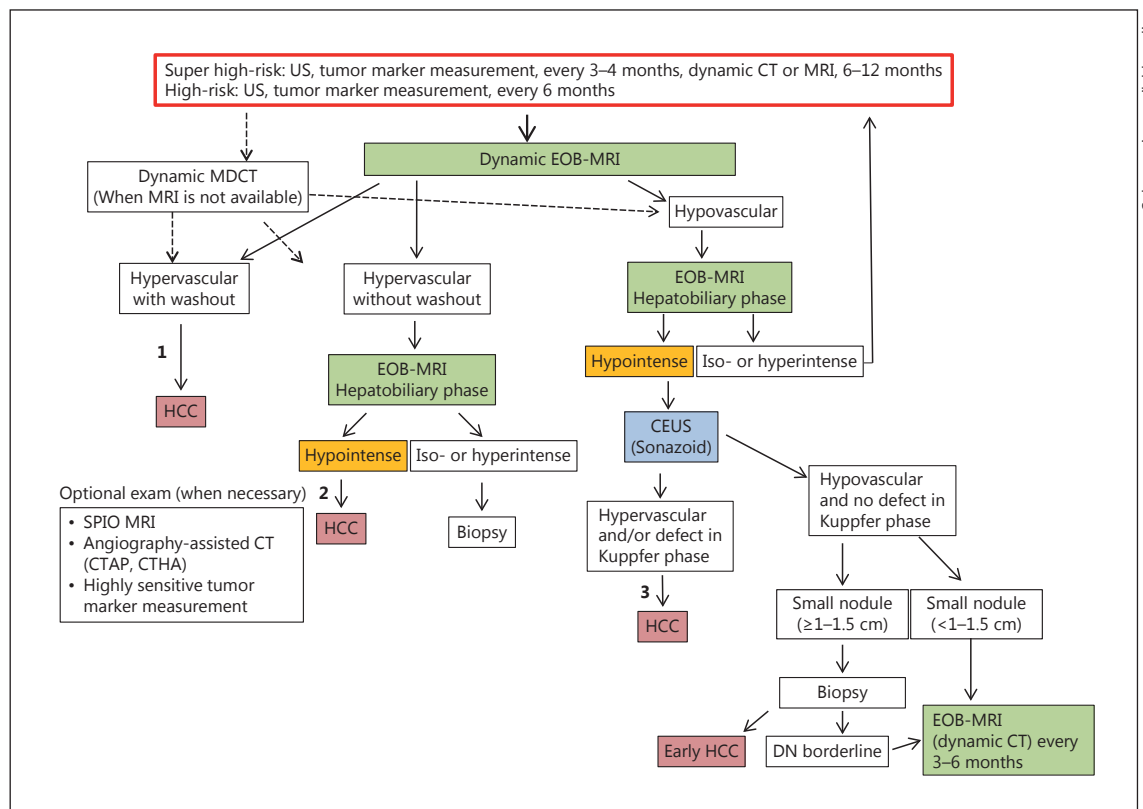 Super high-risk: US, tumor marker measurement, every 3–4 months, dynamic CT or MRI, 6–12 months
High-risk: US, tumor marker measurement, every 6 months
Dynamic EOB-MRI
Dynamic MDCT
(When MRI is not available)
Hypovascular
Hypervascular
with washout
Hypervascular
without washout
EOB-MRI
Hepatobiliary phase
1
Hypointense
Iso- or hyperintense
EOB-MRI
Hepatobiliary phase
HCC
CEUS
(Sonazoid)
Hypointense
Iso- or hyperintense
Hypovascular
and no defect in
Kuppfer phase
Optional exam (when necessary)
• SPIO MRI
• Angiography-assisted CT
(CTAP, CTHA)
• Highly sensitive tumor
marker measurement
2
HCC
Biopsy
Hypervascular
and/or defect in
Kuppfer phase
3
HCC
Small nodule
(≥1–1.5 cm)
Small nodule
(<1–1.5 cm)
Biopsy
Early HCC
DN borderline
EOB-MRI
(dynamic CT) every
3–6 months